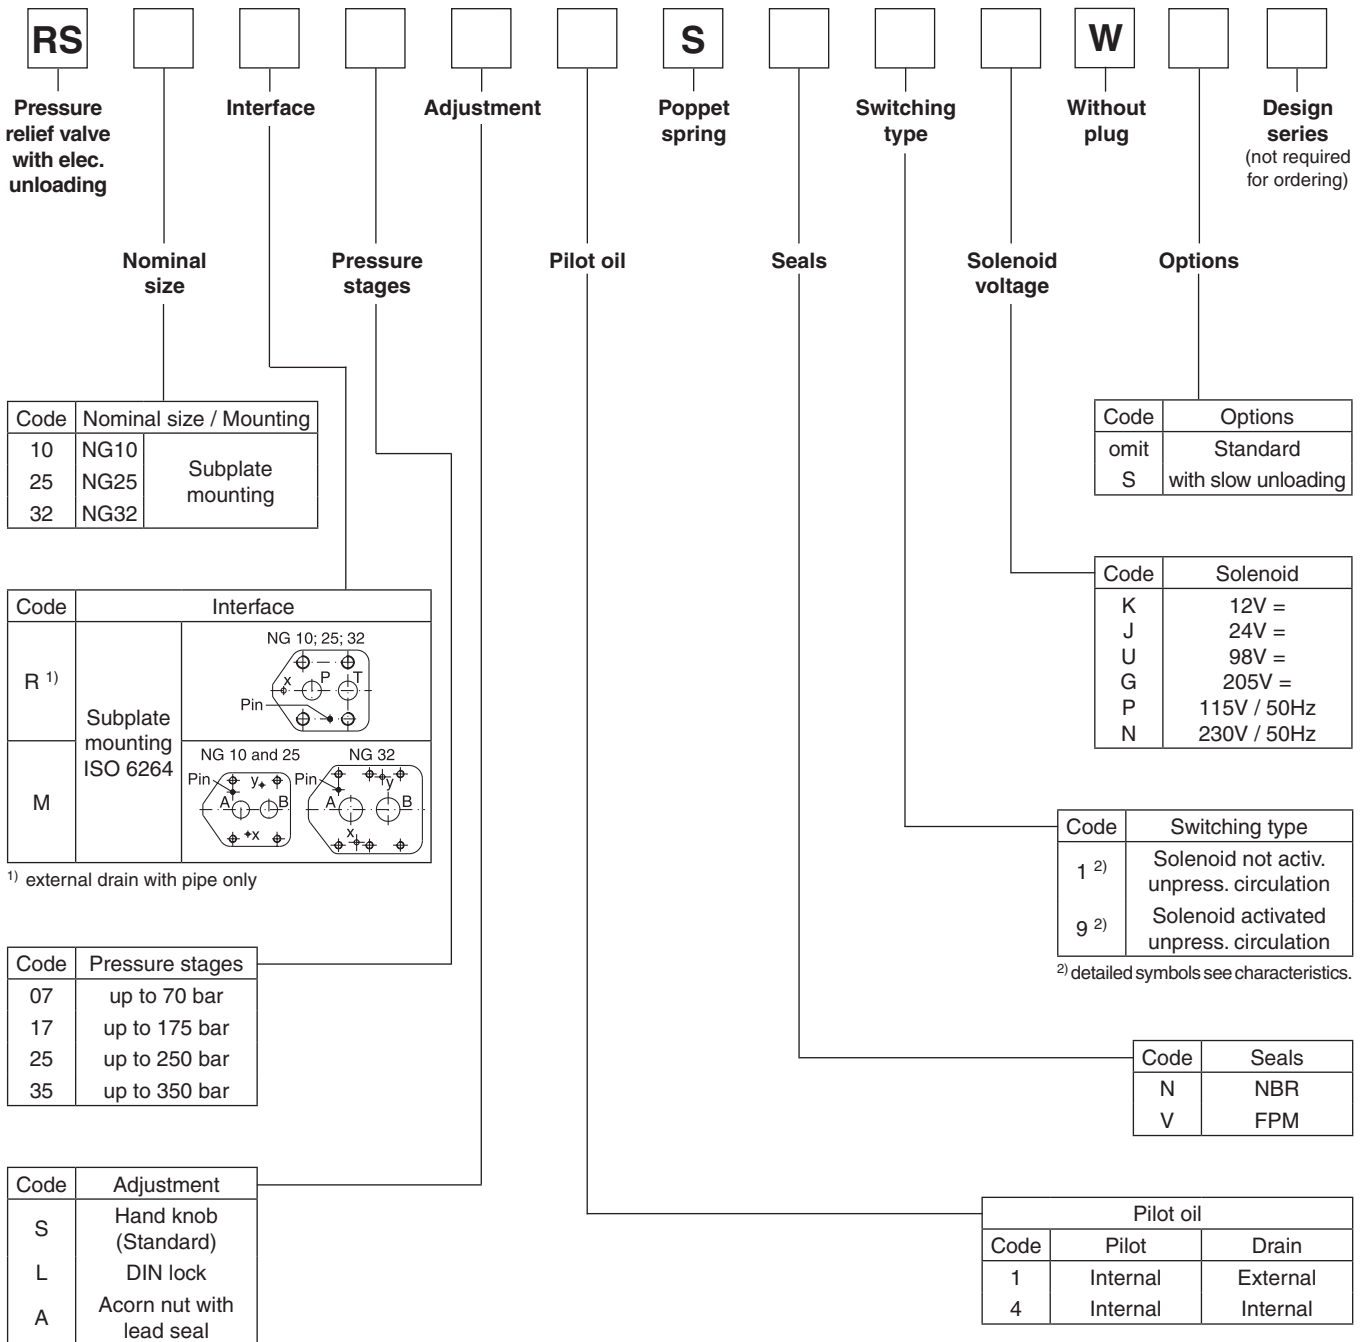 RS
S
W
Pressure
relief valve
with elec.
unloading
Interface
Adjustment
Poppet
spring
Switching
type
Without
plug
Design
series
(not required
for ordering)
Nominal
size
Pressure
stages
Pilot oil
Seals
Solenoid
voltage
Options
Code Nominal size / Mounting
10 NG10
25 NG25
32 NG32
Subplate
mounting
Code Options
omit Standard
S with slow unloading
Code Interface
R 1)
Subplate
mounting
ISO 6264
NG 10; 25; 32
x P T
Pin
M
NG 10 and 25
Pin y
A B
x
NG 32
Pin y
A B
x
1) external drain with pipe only
Code Solenoid
K 12V =
J 24V =
U 98V =
G 205V =
P 115V / 50Hz
N 230V / 50Hz
Code Switching type
1 2) Solenoid not activ.
unpress. circulation
9 2) Solenoid activated
unpress. circulation
2) detailed symbols see characteristics.
Code Pressure stages
07 up to 70 bar
17 up to 175 bar
25 up to 250 bar
35 up to 350 bar
Code Seals
N NBR
V FPM
Code Adjustment
S Hand knob
(Standard)
L DIN lock
A Acorn nut with
lead seal
Pilot oil
Code Pilot Drain
1 Internal External
4 Internal Internal